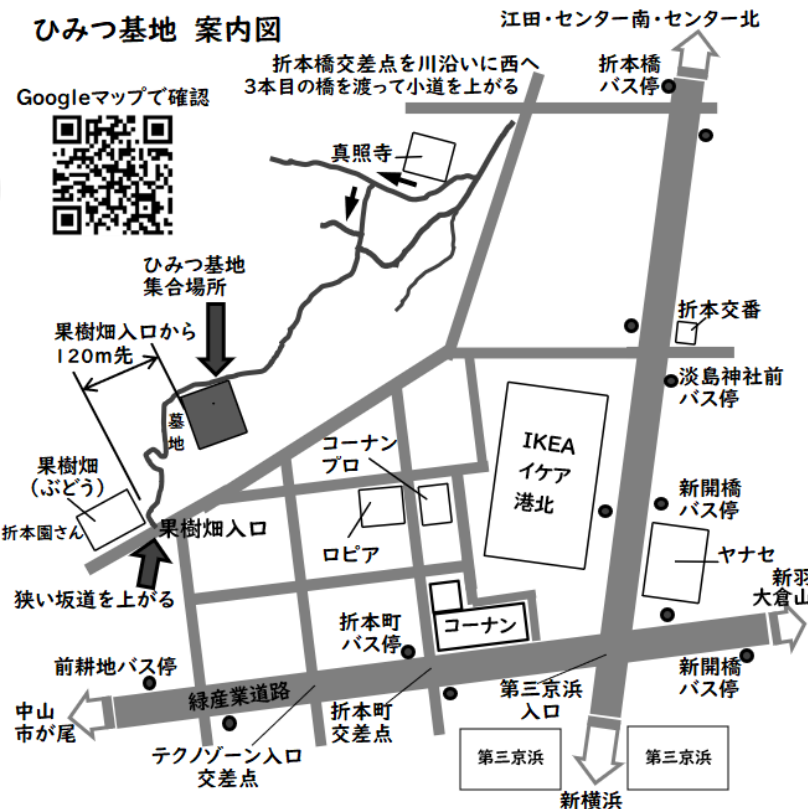 ひみつ基地 案内図
江田・センター南・センター北
折本橋交差点を川沿いに西へ
3本目の橋を渡って小道を上がる
折本橋
バス停
Googleマップで確認
真照寺
ひみつ基地
集合場所
果樹畑入口から
120m先
折本交番
淡島神社前
バス停
墓
地
コーナン
プロ
IKEA
イケア
港北
果樹畑
(ぶどう)
折本園さん
果樹畑入口
ロピア
新開橋
バス停
ヤナセ
狭い坂道を上がる
新羽
大倉山
折本町
バス停
コーナン
前耕地バス停
緑産業道路
第三京浜
入口
新開橋
バス停
中山
市が尾
折本町
交差点
テクノゾーン入口
交差点
第三京浜
第三京浜
新横浜